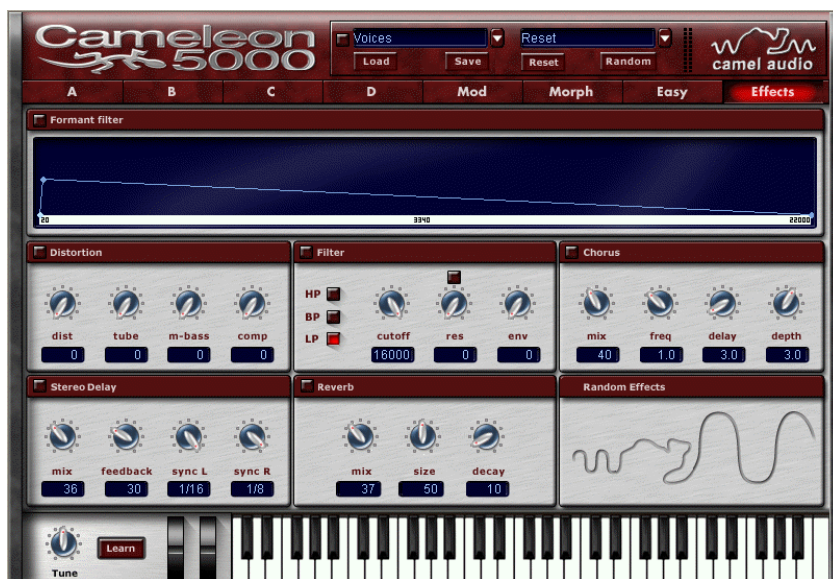 Cameleon
5000
Voices
Load Save
Reset
Reset Random
camel audio
A B C D Mod Morph Easy Effects
Formant filter
20 3340 22000
Distortion
dist tube m-bass comp
0 0 0 0
Filter
HP
BP
LP
cutoff res env
16000 0 0
Chorus
mix freq delay depth
40 1.0 3.0 3.0
Stereo Delay
mix feedback sync L sync R
36 30 1/16 1/8
Reverb
mix size decay
37 50 10
Random Effects
Learn
Tune